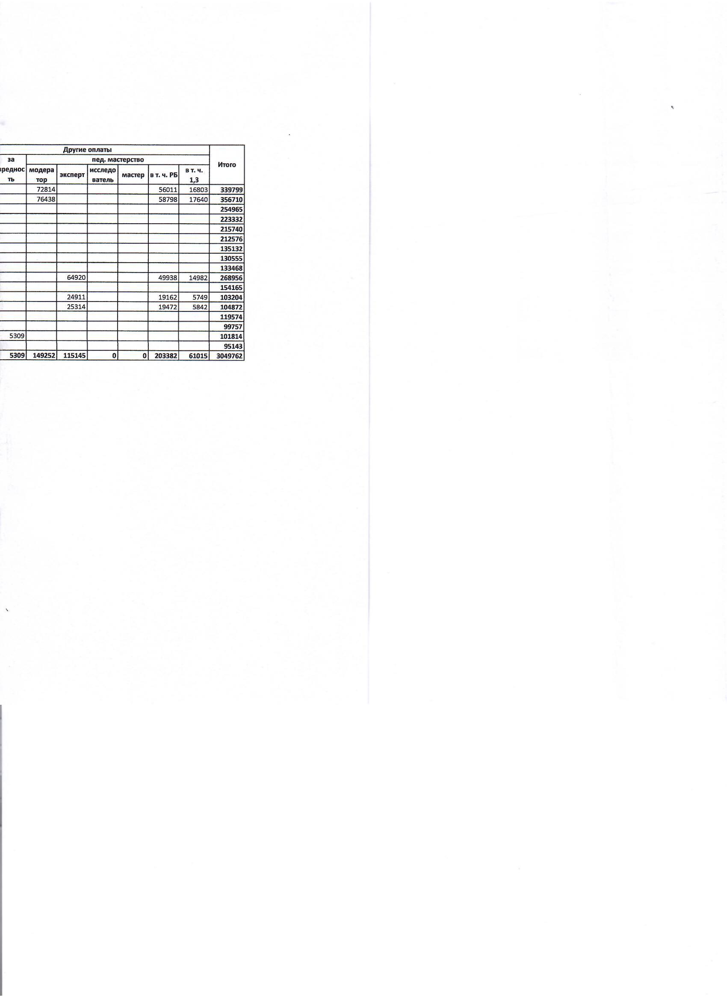 Другие оплаты
за вредность
пед. мастерство
Итого
модера тор
эксперт
исследо ватель
мастер
в т. ч. РБ
в т. ч. 1,3
72814 56011 16803 339799
76438 58798 17640 356710
254965
223332
215740
212576
135132
130555
133468
64920 49938 14982 268956
154165
24911 19162 5749 103204
25314 19472 5842 104872
119574
99757
5309 101814
95143
5309 149252 115145 0 0 203382 61015 3049762